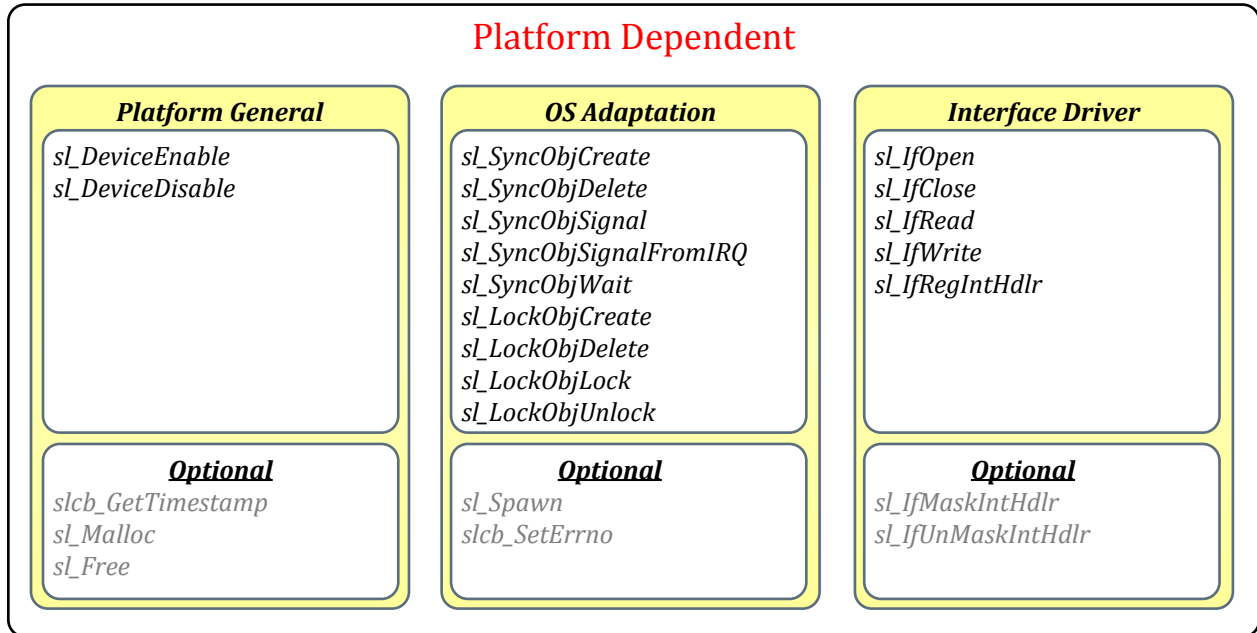 Platform Dependent
Platform General
sl_DeviceEnable
sl_DeviceDisable
Optional
slcb_GetTimestamp
sl_Malloc
sl_Free
OS Adaptation
sl_SyncObjCreate
sl_SyncObjDelete
sl_SyncObjSignal
sl_SyncObjSignalFromIRQ
sl_SyncObjWait
sl_LockObjCreate
sl_LockObjDelete
sl_LockObjLock
sl_LockObjUnlock
Optional
sl_Spawn
slcb_SetErrno
Interface Driver
sl_IfOpen
sl_IfClose
sl_IfRead
sl_IfWrite
sl_IfRegIntHdlr
Optional
sl_IfMaskIntHdlr
sl_IfUnMaskIntHdlr